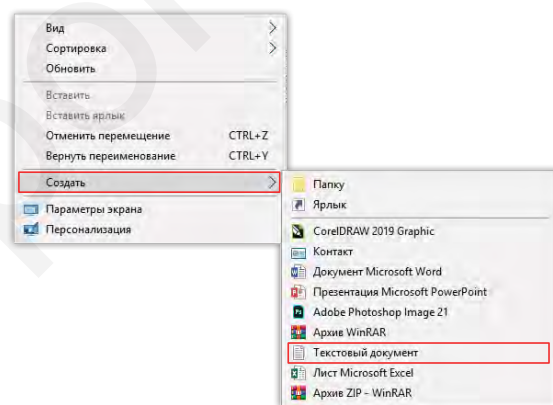 Вид
Сортировка
Обновить
Вставить
Вставить ярлык
Отменить перемещение CTRL+Z
Вернуть переименование CTRL+Y
Создать
Параметры экрана
Персонализация
Папку
Ярлык
CorelDRAW 2019 Graphic
Контакт
Документ Microsoft Word
Презентация Microsoft PowerPoint
Adobe Photoshop Image 21
Архив WinRAR
Текстовый документ
Лист Microsoft Excel
Архив ZIP - WinRAR